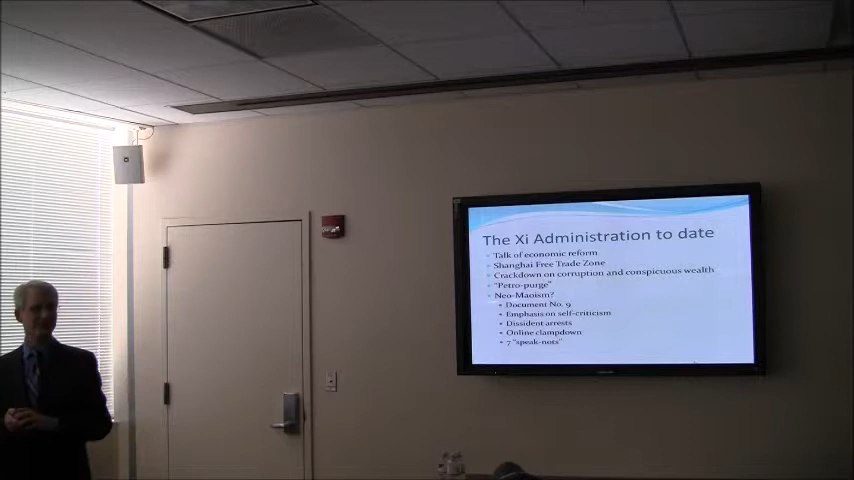 The Xi Administration to date
Talk of economic reform
Shanghai Free Trade Zone
Crackdown on corruption and conspicuous wealth
"Petro-purge"
Neo-Maoism?
Document No. 9
Emphasis on self-criticism
Dissident arrests
Online clampdown
7 "speak-nots"